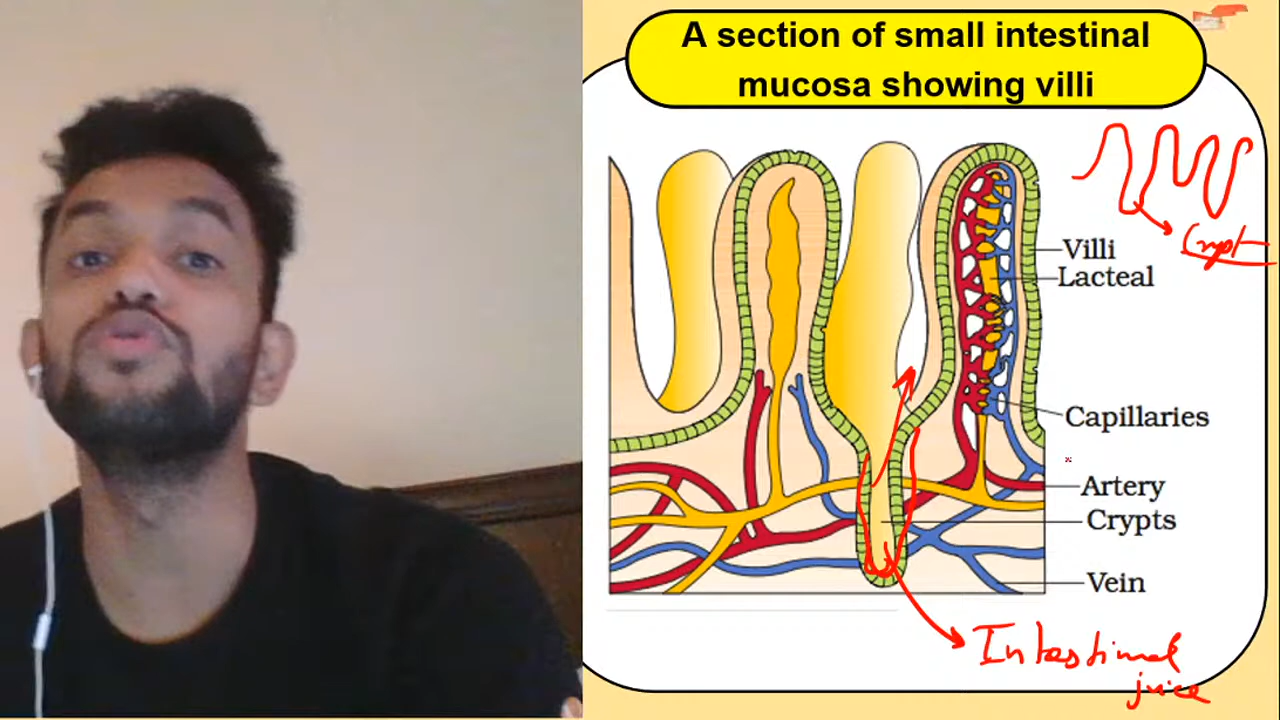 A section of small intestinal
mucosa showing villi
Crypt
Villi
Lacteal
Capillaries
Artery
Crypts
Vein
Intestinal
juice